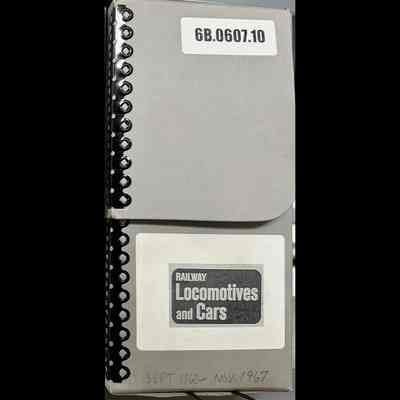 6B.0607.10
RAILWAY
Locomotives
and Cars
SEPT 1962 - NOV. 1967